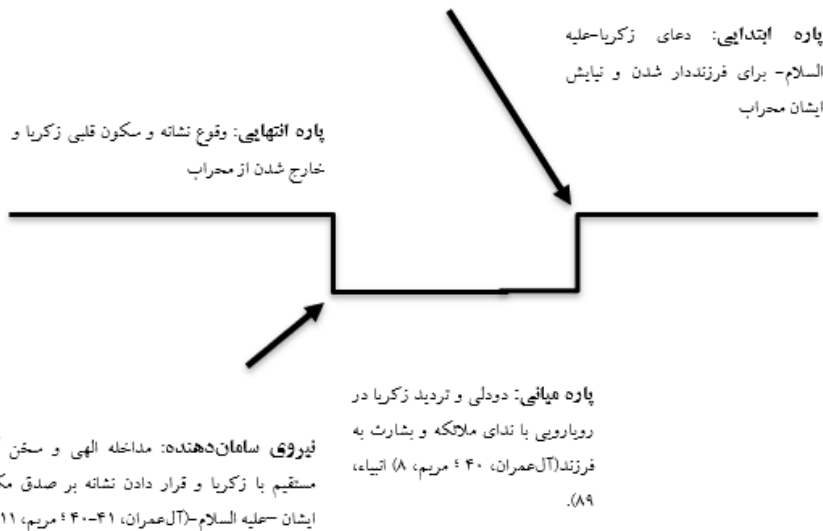 پاره ابتدایی: دعای زکریا-علیه
السلام- برای فرزنددار شدن و نیایش
ایشان محراب
پاره انتهایی: وقوع نشانه و سکون قلبی زکریا و
خارج شدن از محراب
پاره میانی: دودلی و تردید زکریا در
رویارویی با ندای ملائکه و بشارت به
فرزند(آل‌عمران، ۴۰ ؛ مریم، ۸) انبیاء،
۸۹).
نیروی سامان‌دهنده: مداخله الهی و سخن
مستقیم با زکریا و قرار دادن نشانه بر صدق
ایشان –علیه السلام-(آل‌عمران، ۴۱-۴۰ ؛ مریم، ۱۱